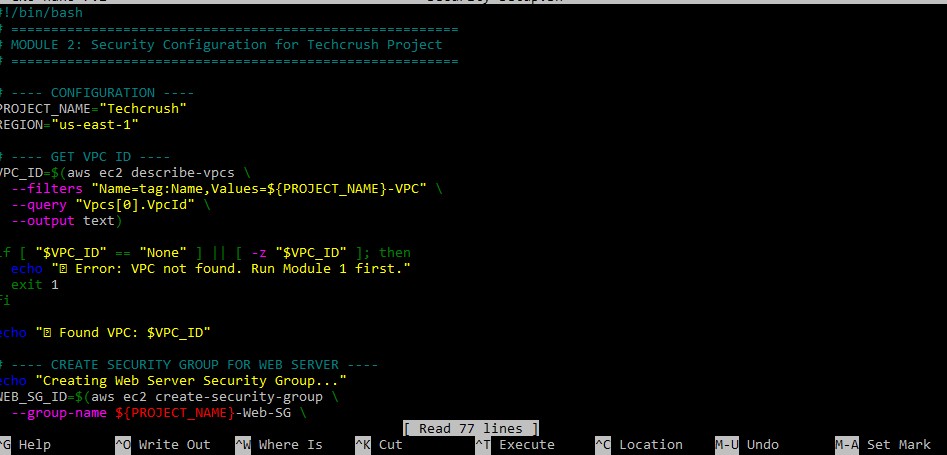 #!/bin/bash
# ========================================================
# MODULE 2: Security Configuration for Techcrush Project
# ========================================================
# ---- CONFIGURATION ----
PROJECT_NAME="Techcrush"
REGION="us-east-1"
# ---- GET VPC ID ----
VPC_ID=$(aws ec2 describe-vpcs \
--filters "Name=tag:Name,Values=${PROJECT_NAME}-VPC" \
--query "Vpcs[0].VpcId" \
--output text)
if [ "$VPC_ID" == "None" ] || [ -z "$VPC_ID" ]; then
echo " Error: VPC not found. Run Module 1 first."
exit 1
fi
echo " Found VPC: $VPC_ID"
# ---- CREATE SECURITY GROUP FOR WEB SERVER ----
echo "Creating Web Server Security Group..."
WEB_SG_ID=$(aws ec2 create-security-group \
--group-name ${PROJECT_NAME}-Web-SG \
[ Read 77 lines ]
^G Help ^O Write Out ^W Where Is ^K Cut ^T Execute ^C Location M-U Undo M-A Set Mark